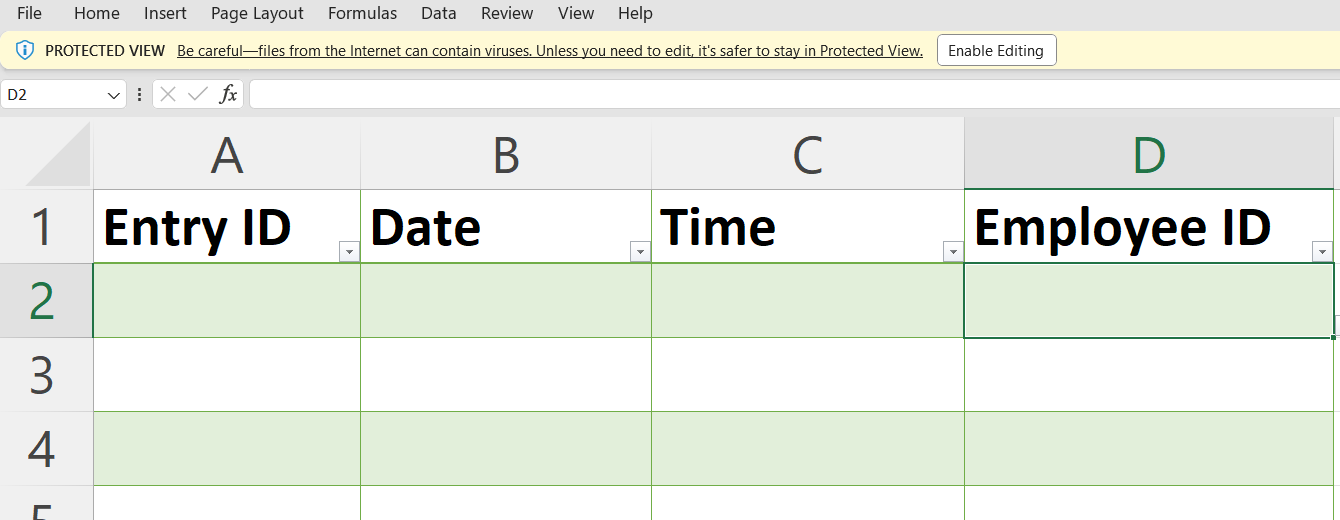 File Home Insert Page Layout Formulas Data Review View Help
PROTECTED VIEW Be careful—files from the Internet can contain viruses. Unless you need to edit, it's safer to stay in Protected View. Enable Editing
D2 fx
A B C D
1 Entry ID Date Time Employee ID
2
3
4
5